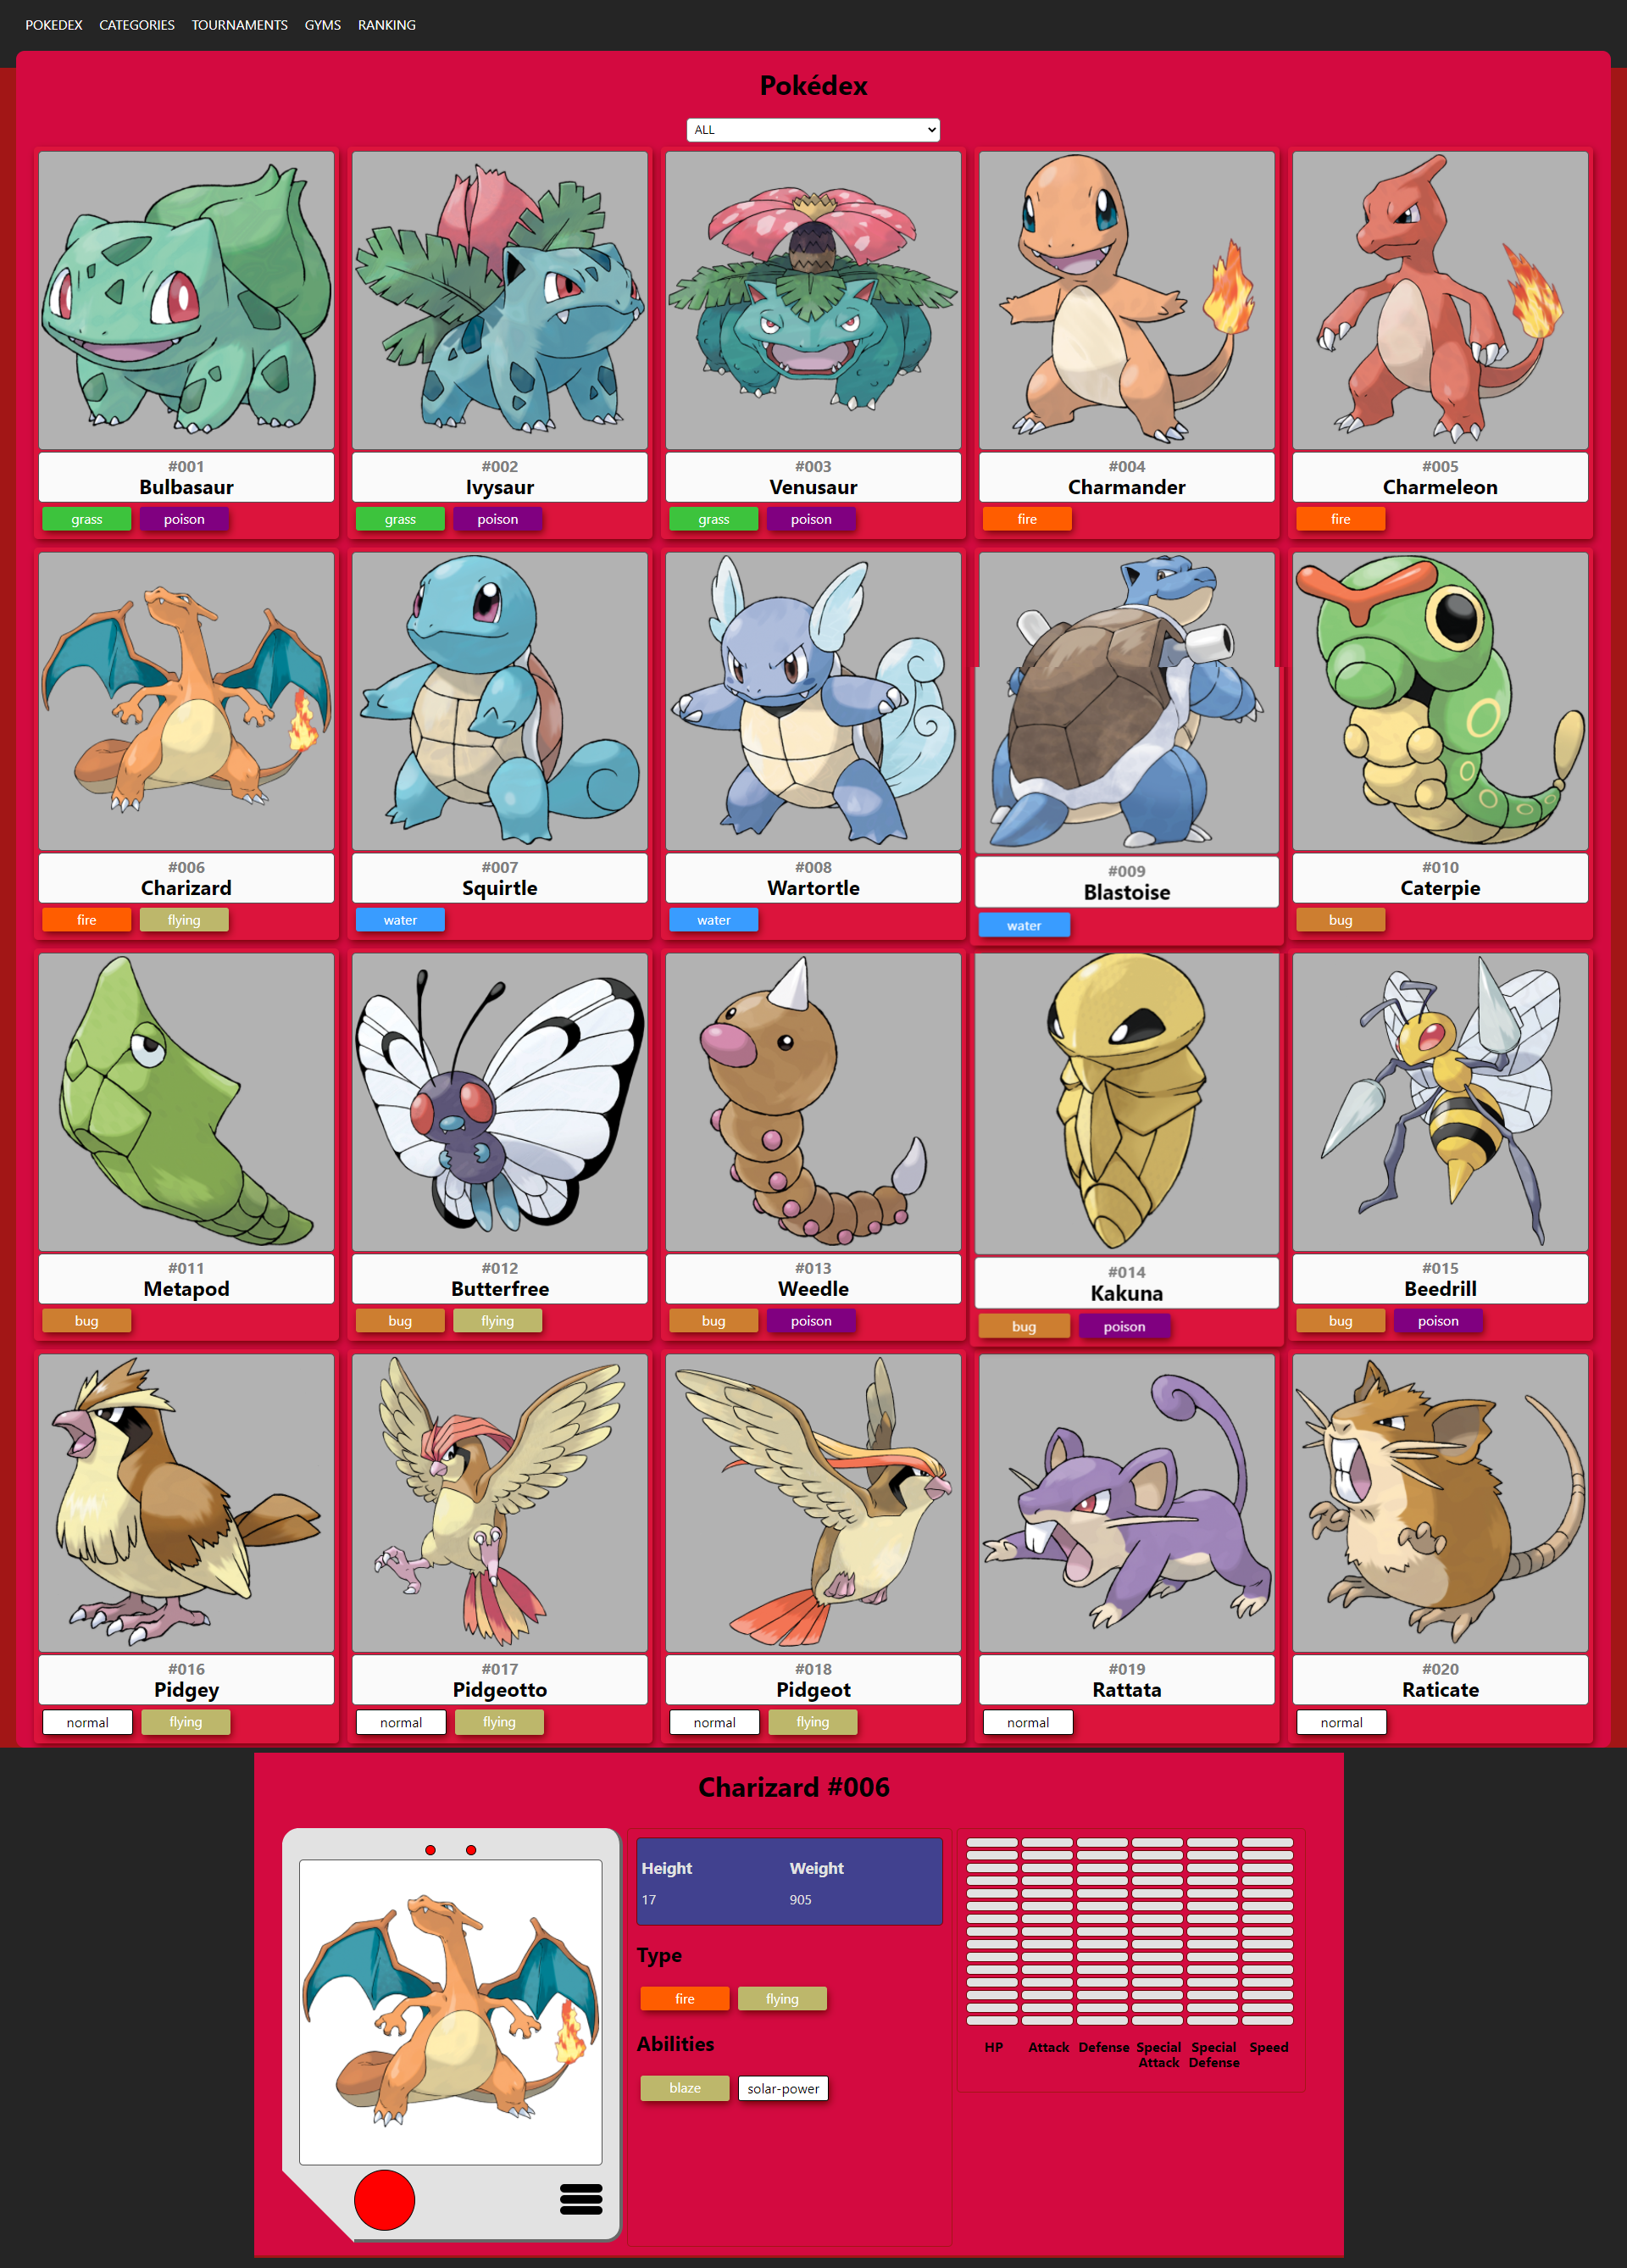 POKEDEX CATEGORIES TOURNAMENTS GYMS RANKING
Pokédex
ALL
#001 #002 #003 #004 #005
Bulbasaur Ivysaur Venusaur Charmander Charmeleon
grass poison grass poison grass poison fire fire
#006 #007 #008 #009 #010
Charizard Squirtle Wartortle Blastoise Caterpie
fire flying water water water bug
#011 #012 #013 #014 #015
Metapod Butterfree Weedle Kakuna Beedrill
bug bug flying bug poison bug poison bug poison
#016 #017 #018 #019 #020
Pidgey Pidgeotto Pidgeot Rattata Raticate
normal flying normal flying normal flying normal normal
Charizard #006
Height Weight
17 905
Type
fire flying
Abilities
blaze solar-power
HP Attack Defense Special Special Speed
Attack Defense